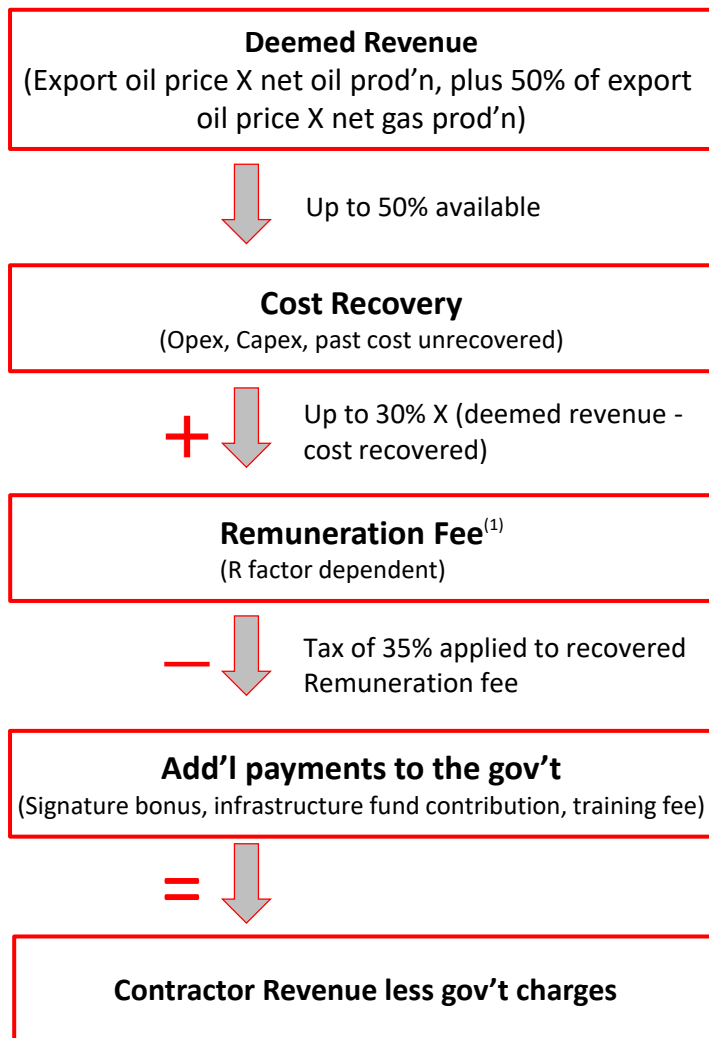 Deemed Revenue
(Export oil price X net oil prod’n, plus 50% of export
oil price X net gas prod’n)
Up to 50% available
Cost Recovery
(Opex, Capex, past cost unrecovered)
+
Up to 30% X (deemed revenue -
cost recovered)
Remuneration Fee(1)
(R factor dependent)
–
Tax of 35% applied to recovered
Remuneration fee
Add’l payments to the gov’t
(Signature bonus, infrastructure fund contribution, training fee)
=
Contractor Revenue less gov’t charges